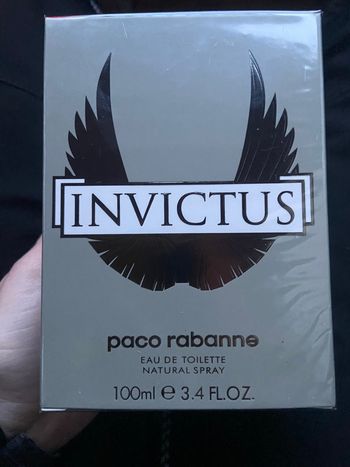 INVICTUS
paco rabanne
EAU DE TOILETTE
NATURAL SPRAY
100ml ℮ 3.4 FL.OZ.